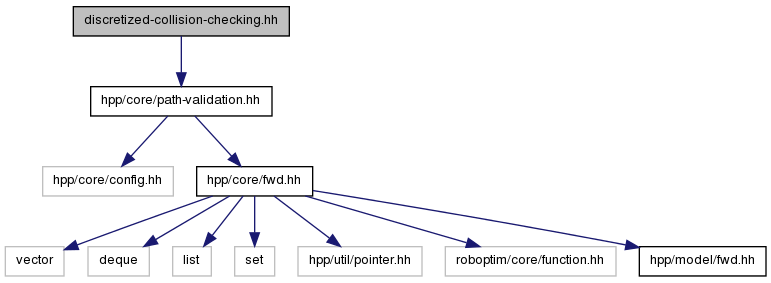 discretized-collision-checking.hh
hpp/core/path-validation.hh
hpp/core/config.hh
hpp/core/fwd.hh
vector
deque
list
set
hpp/util/pointer.hh
roboptim/core/function.hh
hpp/model/fwd.hh